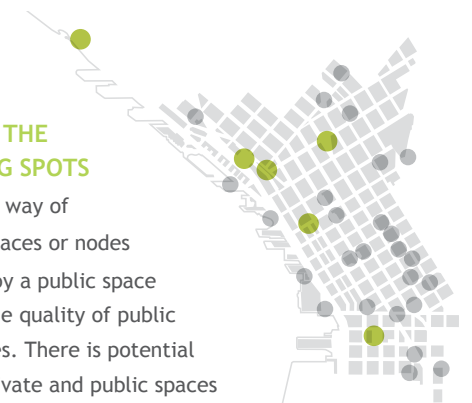 THE
G SPOTS
way of
aces or nodes
by a public space
e quality of public
es. There is potential
ivate and public spaces